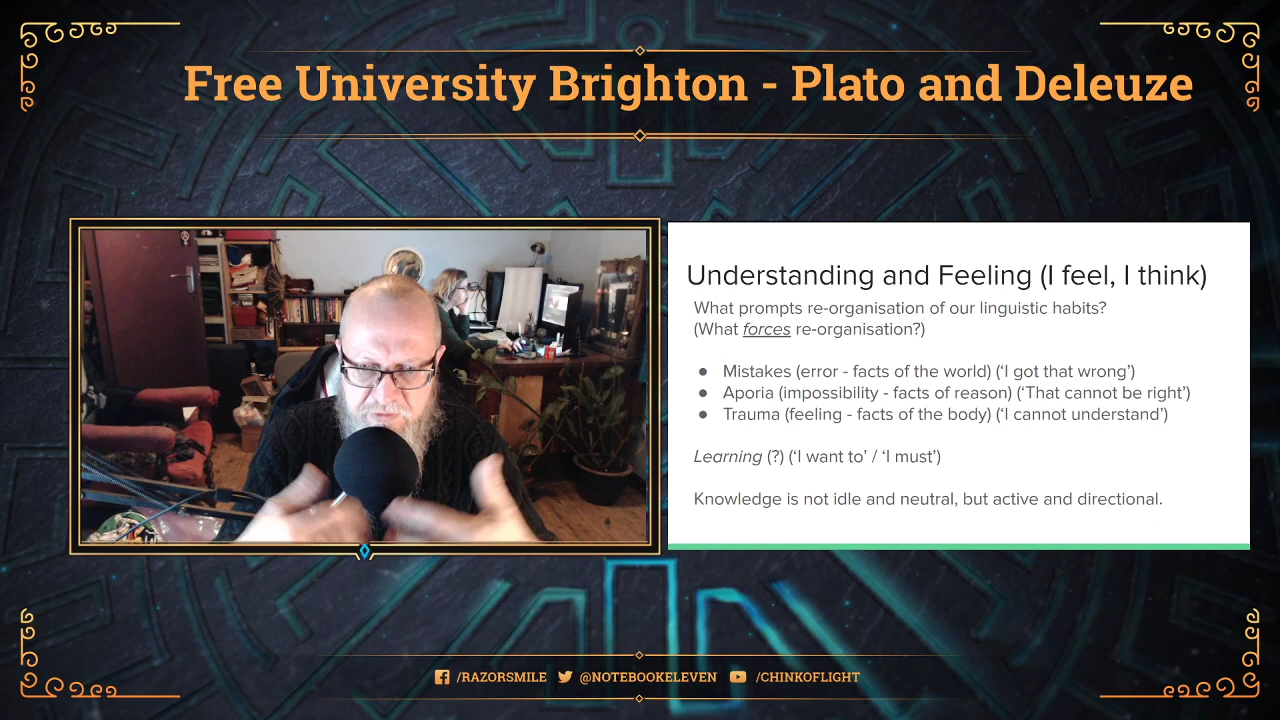 Free University Brighton - Plato and Deleuze
Understanding and Feeling (I feel, I think)
What prompts re-organisation of our linguistic habits?
(What forces re-organisation?)
● Mistakes (error - facts of the world) (‘I got that wrong’)
● Aporia (impossibility - facts of reason) (‘That cannot be right’)
● Trauma (feeling - facts of the body) (‘I cannot understand’)
Learning (?) (‘I want to’ / ‘I must’)
Knowledge is not idle and neutral, but active and directional.
/RAZORSMILE @NOTEBOOKELEVEN /CHINKOFLIGHT